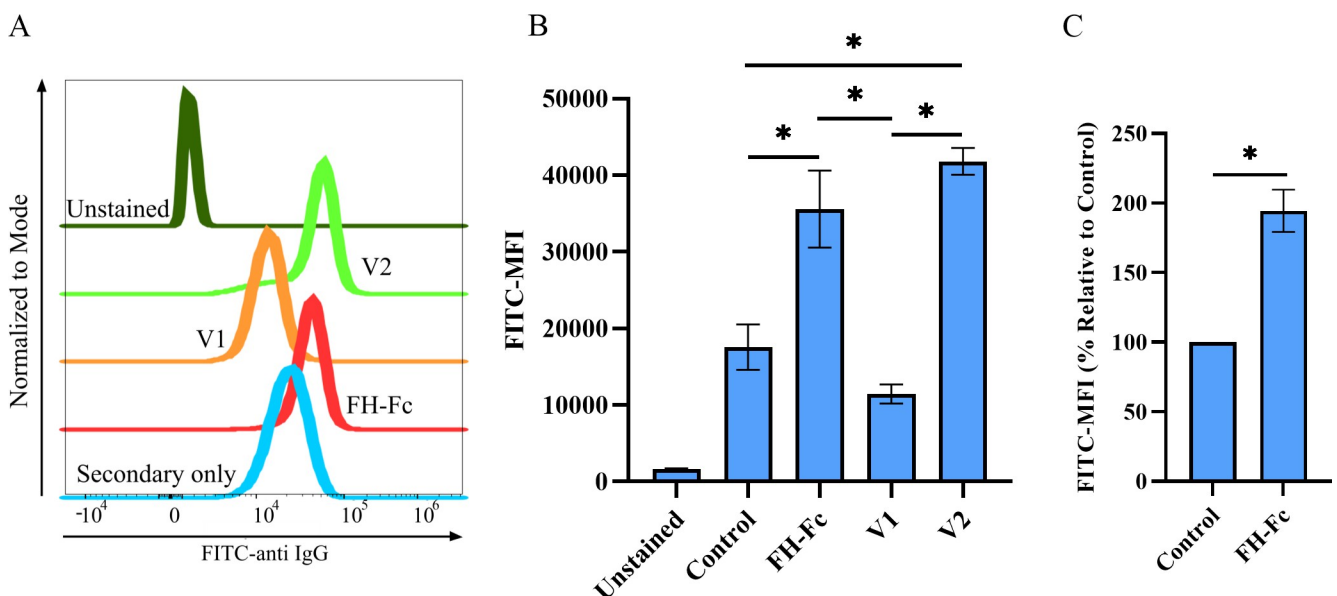 A
Normalized to Mode
Unstained
V2
V1
FH-Fc
Secondary only
-10⁴ 0 10⁴ 10⁵ 10⁶
FITC-anti IgG
B
FITC-MFI
50000
40000
30000
20000
10000
0
* * * *
Unstained Control FH-Fc V1 V2
C
FITC-MFI (% Relative to Control)
250
200
150
100
50
0
*
Control FH-Fc